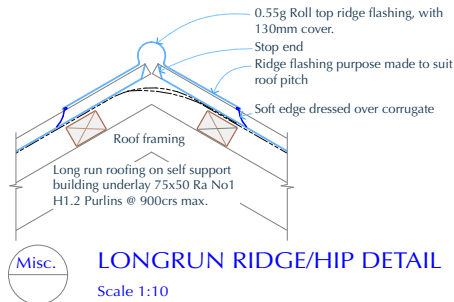 0.55g Roll top ridge flashing, with
130mm cover.
Stop end
Ridge flashing purpose made to suit
roof pitch
Soft edge dressed over corrugate
Roof framing
Long run roofing on self support
building underlay 75x50 Ra No1
H1.2 Purlins @ 900crs max.
Misc.
LONGRUN RIDGE/HIP DETAIL
Scale 1:10